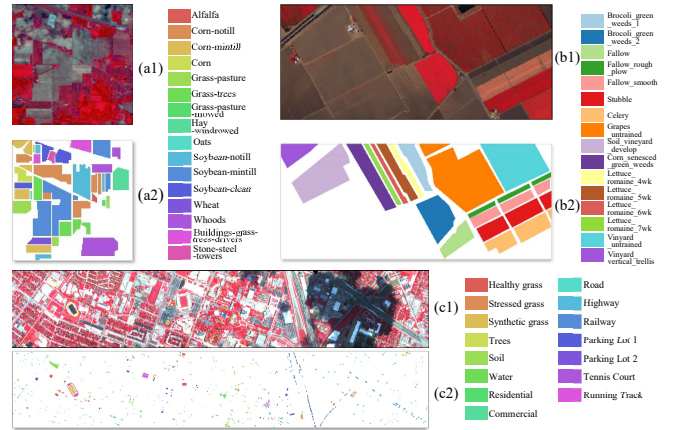 Alfalfa
Corn-notill
Corn-mintill
Corn
Grass-pasture
Grass-trees
Grass-pasture
-mowed
Hay
-windrowed
Oats
Soybean-notill
Soybean-mintill
Soybean-clean
Wheat
Whoods
Buildings-grass-
trees-drivers
Stone-steel
-towers
(a1)
(a2)
(b1)
(b2)
Brocoli_green
_weeds_1
Brocoli_green
_weeds_2
Fallow
Fallow_rough
_plow
Fallow_smooth
Stubble
Celery
Grapes
_untrained
Soil_vineyard
_develop
Corn_senesced
_green_weeds
Lettuce_
romaine_4wk
Lettuce_
romaine_5wk
Lettuce_
romaine_6wk
Lettuce_
romaine_7wk
Vinyard
_untrained
Vinyard_
vertical_trellis
(c1)
(c2)
Healthy grass
Stressed grass
Synthetic grass
Trees
Soil
Water
Residential
Commercial
Road
Highway
Railway
Parking Lot 1
Parking Lot 2
Tennis Court
Running Track